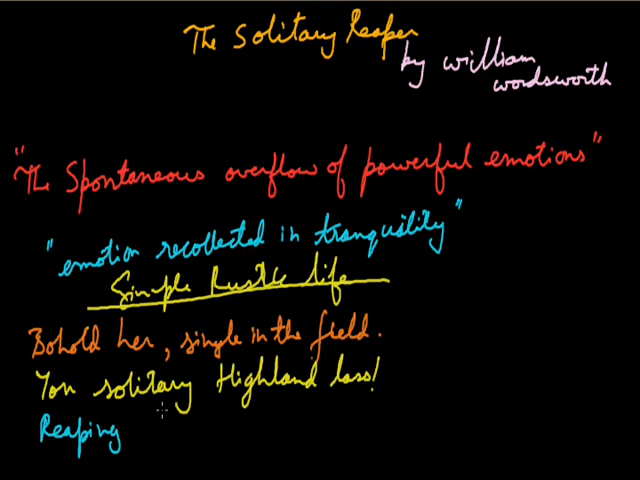 The Solitary Reaper
by william
wordsworth
"The Spontaneous overflow of powerful emotions"
"emotion recollected in tranquility"
Simple Rustic life
Bohold her, single in the field.
Yon solitary Highland lass!
Reaping